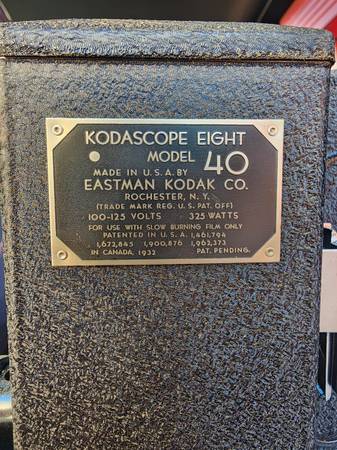 KODASCOPE EIGHT
MODEL 40
MADE IN U.S.A. BY
EASTMAN KODAK CO.
ROCHESTER, N.Y.
(TRADE MARK REG. U.S. PAT. OFF)
100-125 VOLTS 325 WATTS
FOR USE WITH SLOW BURNING FILM ONLY
PATENTED IN U.S.A. 1,461,794
1,672,845 1,900,876 1,962,373
IN CANADA, 1932 PAT. PENDING.